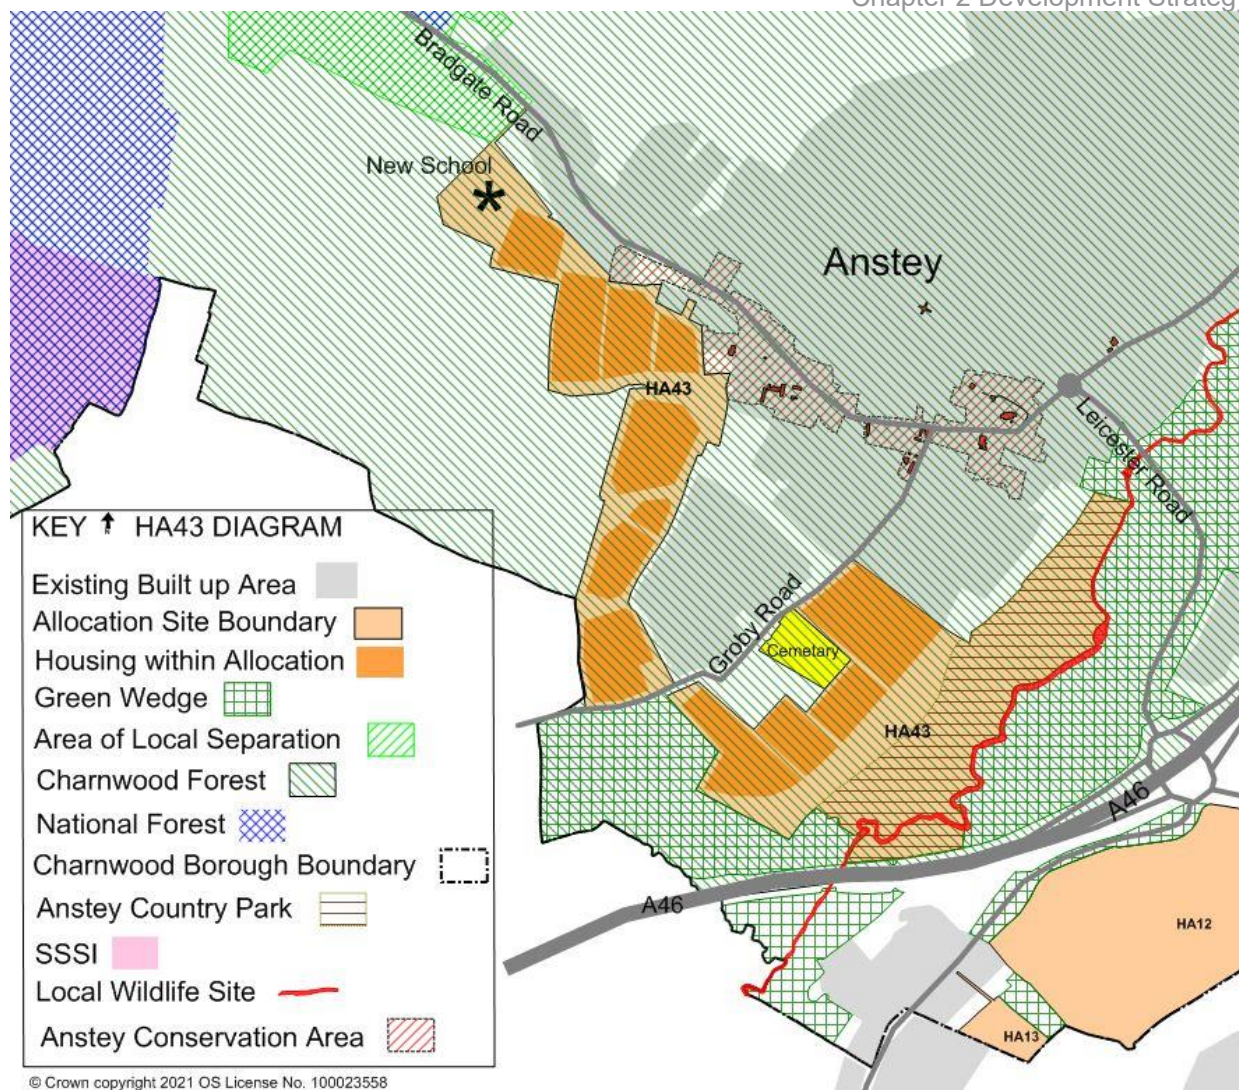 Chapter 2 Development Strateg
Bradgate Road
New School
*
Anstey
HA43
Leicester Road
Groby Road
Cemetary
HA43
A46
A46
HA12
HA13
KEY HA43 DIAGRAM
Existing Built up Area
Allocation Site Boundary
Housing within Allocation
Green Wedge
Area of Local Separation
Charnwood Forest
National Forest
Charnwood Borough Boundary
Anstey Country Park
SSSI
Local Wildlife Site
Anstey Conservation Area
© Crown copyright 2021 OS License No. 100023558